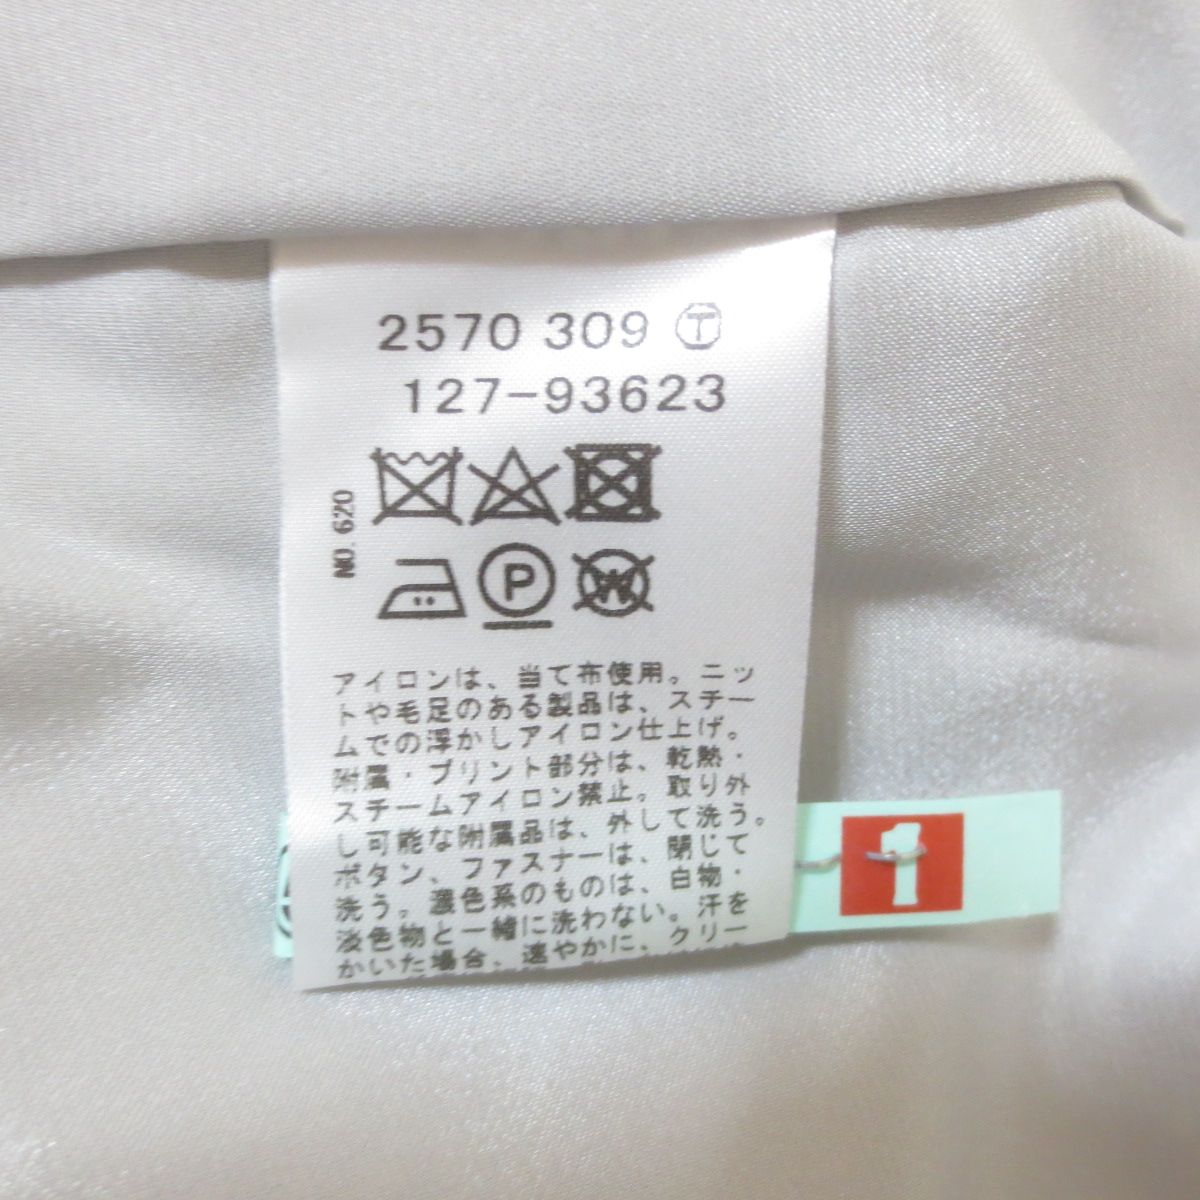 2570 309 Ⓣ
127-93623
NO. 620
P
W
アイロンは、当て布使用。ニッ
トや毛足のある製品は、スチー
ムでの浮かしアイロン仕上げ。
附属・プリント部分は、乾熱・
スチームアイロン禁止。取り外
し可能な附属品は、外して洗う。
ボタン、ファスナーは、閉じて
洗う。濃色系のものは、白物・
淡色物と一緒に洗わない。汗を
かいた場合、速やかに、クリー
1